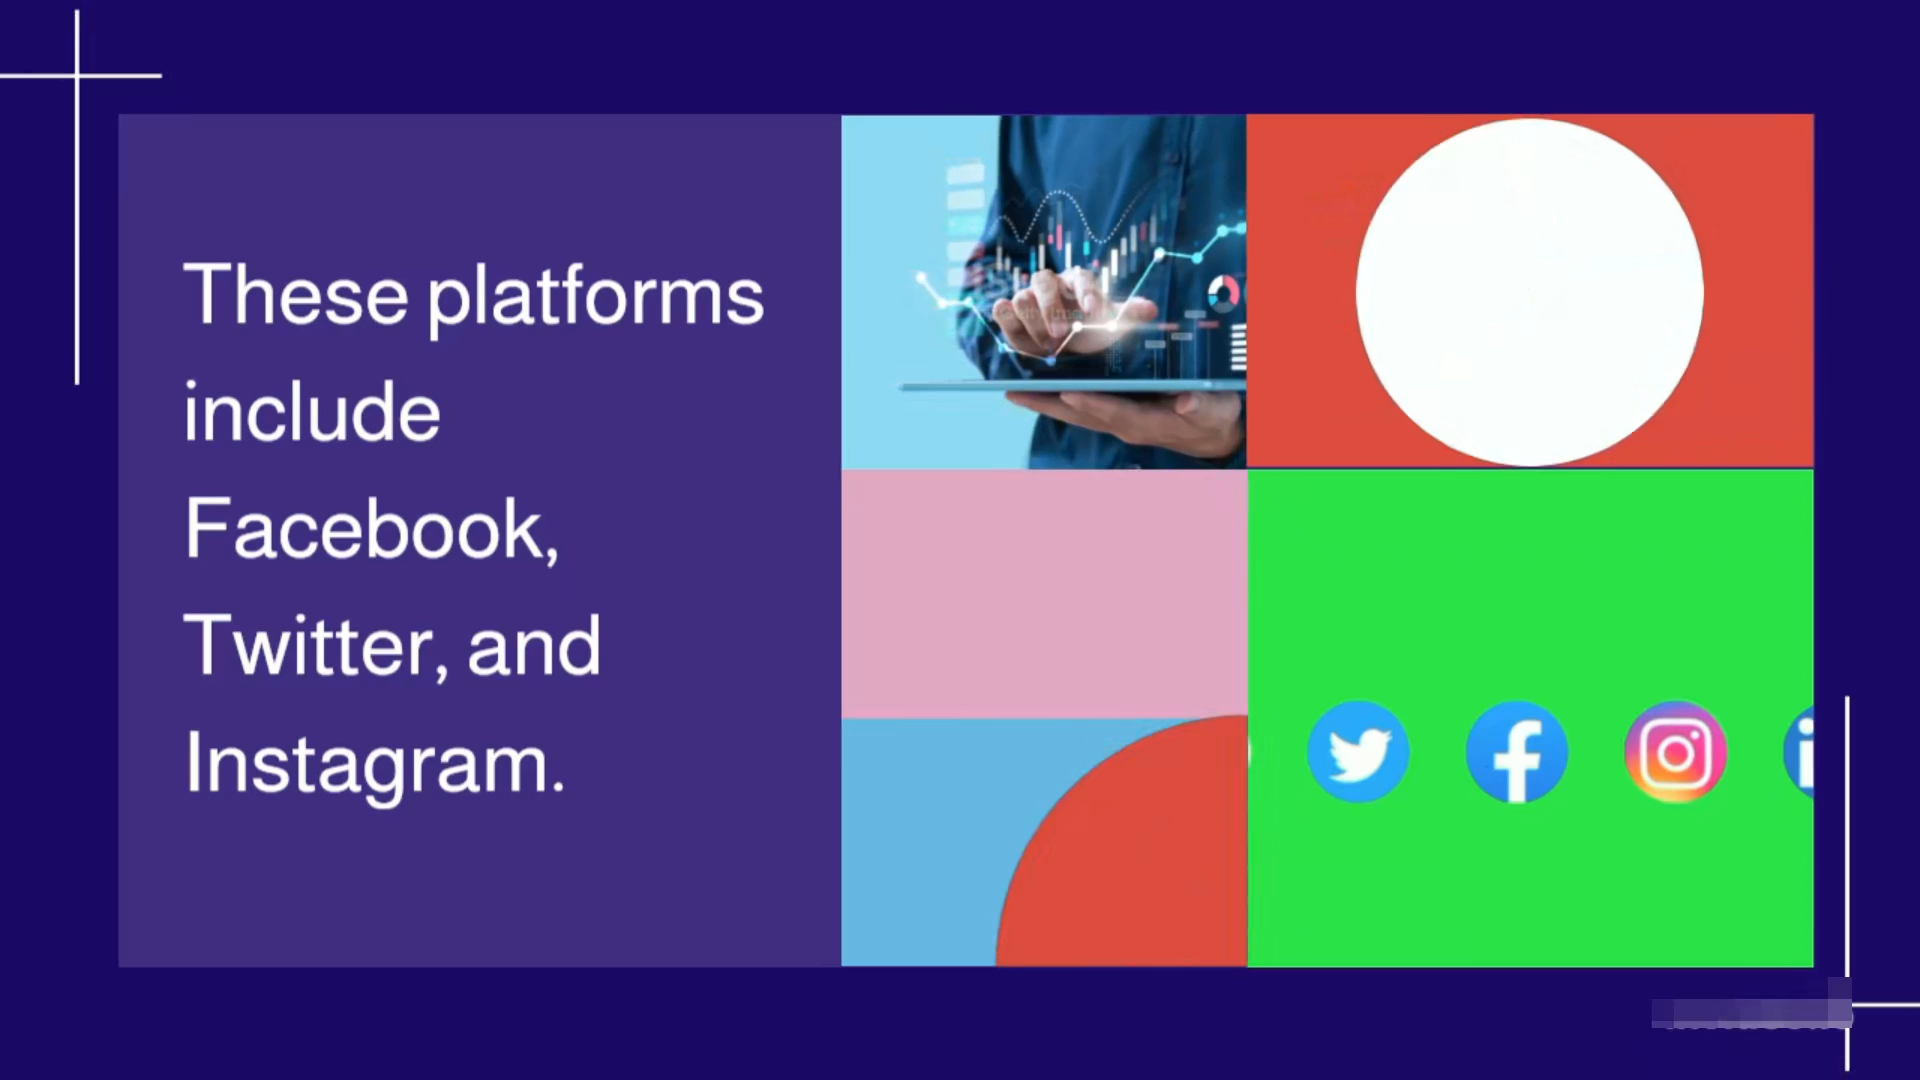 These platforms
include
Facebook,
Twitter, and
Instagram.